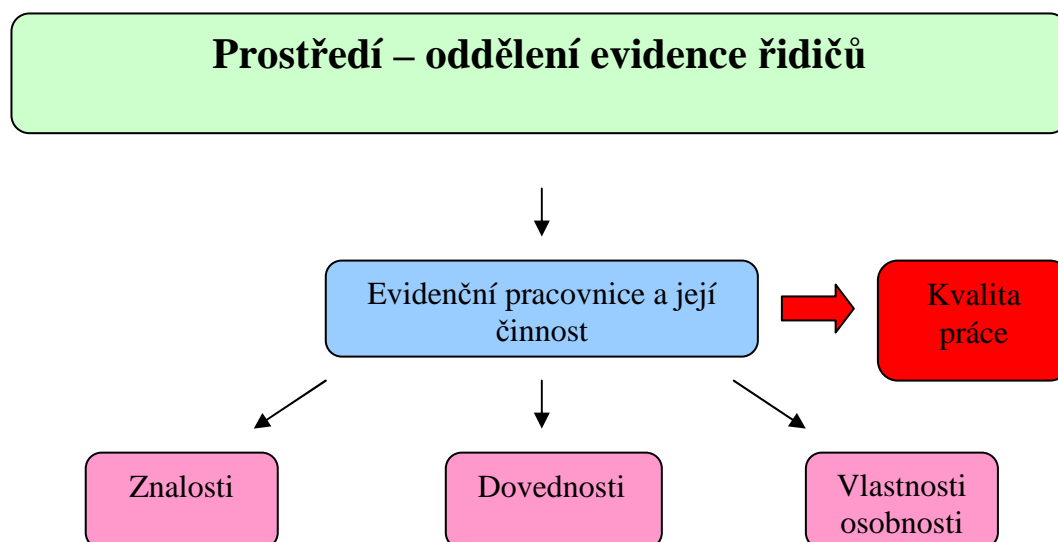 Prostředí – oddělení evidence řidičů
Evidenční pracovnice a její
činnost
Kvalita
práce
Znalosti
Dovednosti
Vlastnosti
osobnosti